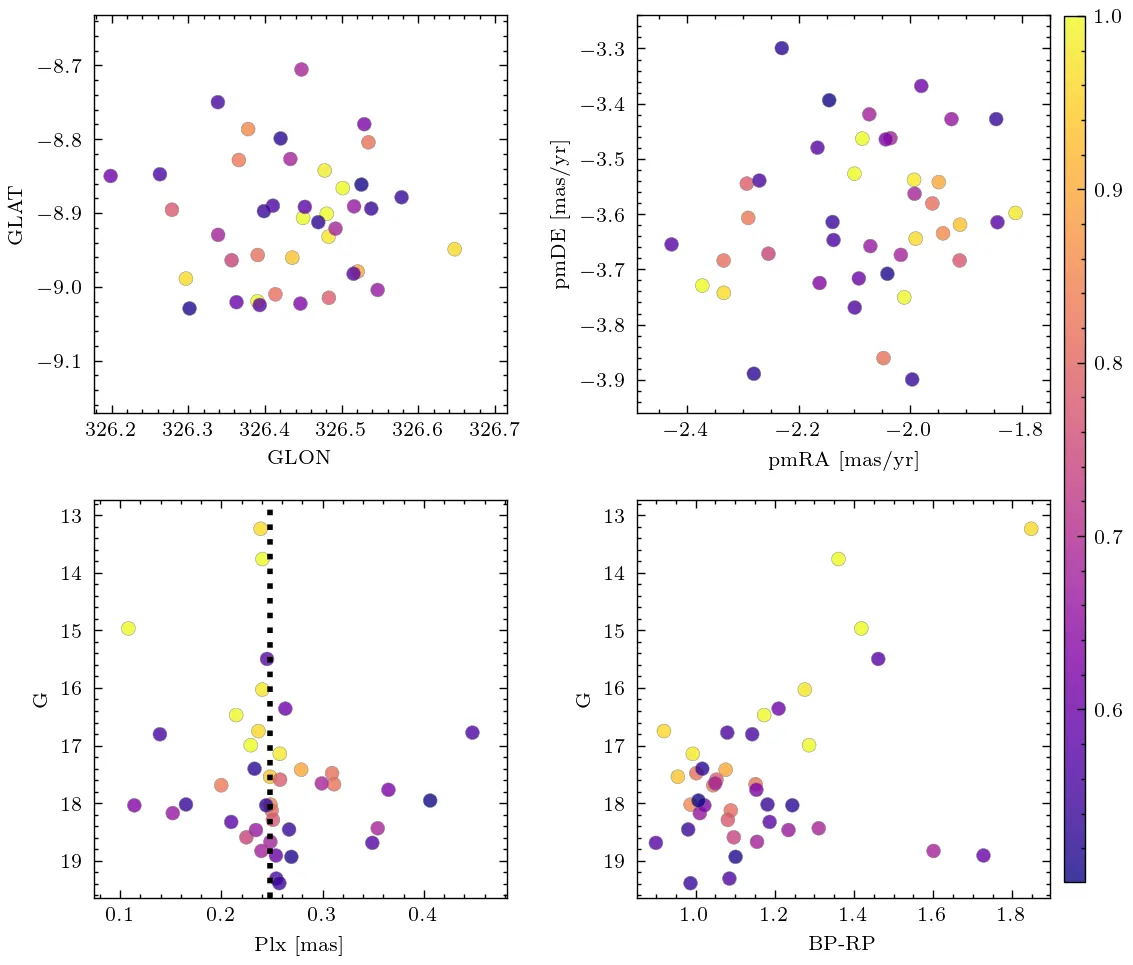 GLAT
−8.7
−8.8
−8.9
−9.0
−9.1
326.2 326.3 326.4 326.5 326.6 326.7
GLON
pmDE [mas/yr]
−3.3
−3.4
−3.5
−3.6
−3.7
−3.8
−3.9
−2.4 −2.2 −2.0 −1.8
pmRA [mas/yr]
G
13
14
15
16
17
18
19
0.1 0.2 0.3 0.4
Plx [mas]
G
13
14
15
16
17
18
19
1.0 1.2 1.4 1.6 1.8
BP-RP
1.0
0.9
0.8
0.7
0.6